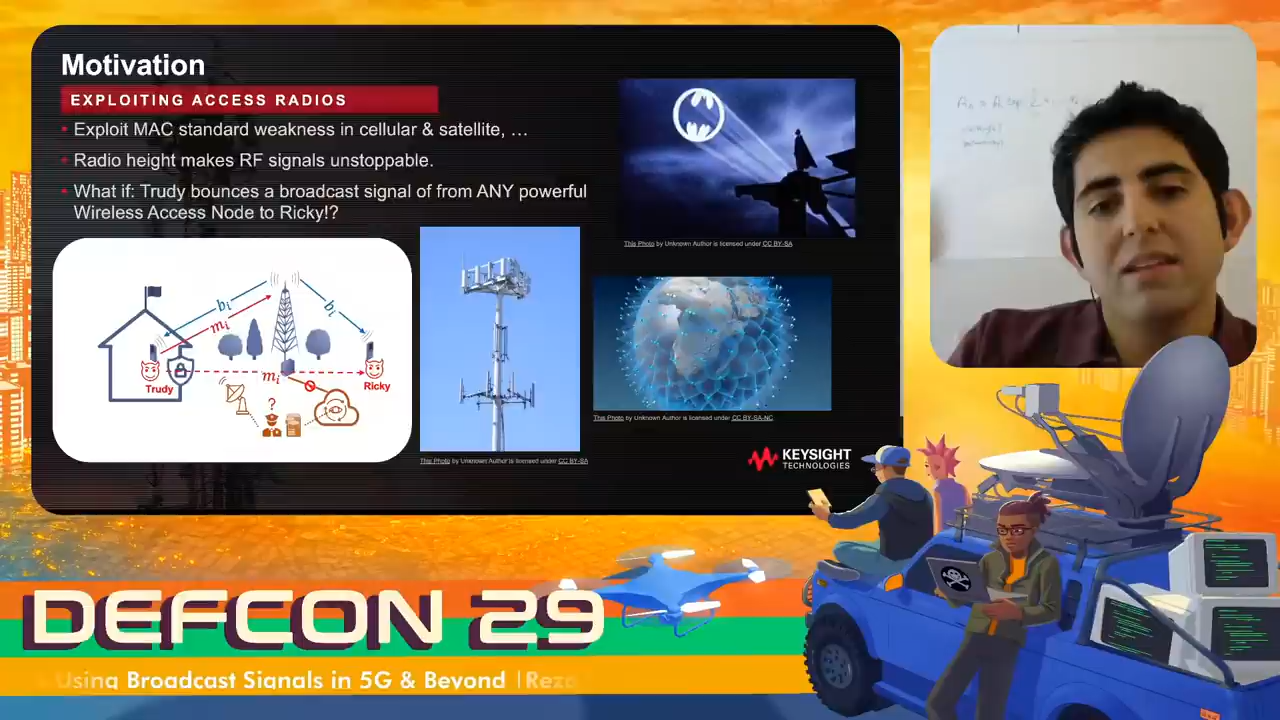 Motivation
EXPLOITING ACCESS RADIOS
Exploit MAC standard weakness in cellular & satellite, …
Radio height makes RF signals unstoppable.
What if: Trudy bounces a broadcast signal of from ANY powerful
Wireless Access Node to Ricky!?
This Photo by Unknown Author is licensed under CC BY-SA
bᵢ
mᵢ
bᵢ
mᵢ
Trudy
Ricky
?
This Photo by Unknown Author is licensed under CC BY-SA
This Photo by Unknown Author is licensed under CC BY-SA-NC
KEYSIGHT
TECHNOLOGIES
DEFCON 29
Using Broadcast Signals in 5G & Beyond | Reza